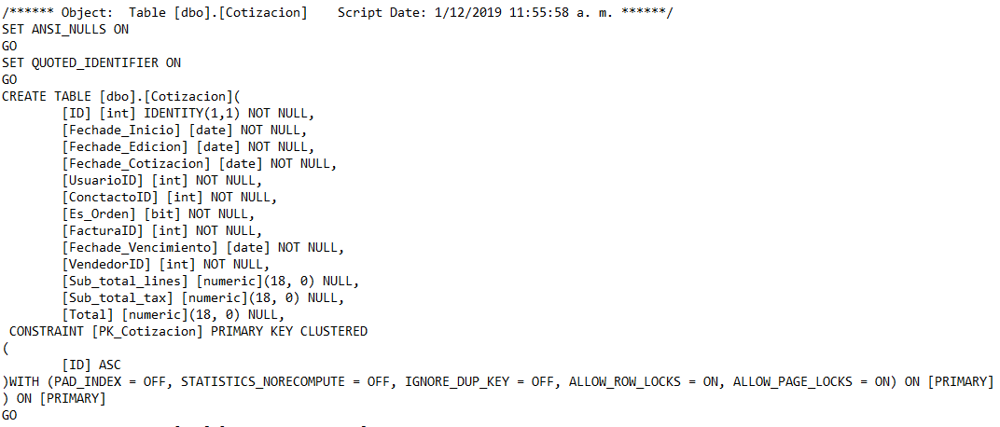 /****** Object:  Table [dbo].[Cotizacion]    Script Date: 1/12/2019 11:55:58 a. m. ******/
SET ANSI_NULLS ON
GO
SET QUOTED_IDENTIFIER ON
GO
CREATE TABLE [dbo].[Cotizacion](
	[ID] [int] IDENTITY(1,1) NOT NULL,
	[Fechade_Inicio] [date] NOT NULL,
	[Fechade_Edicion] [date] NOT NULL,
	[Fechade_Cotizacion] [date] NOT NULL,
	[UsuarioID] [int] NOT NULL,
	[ConctactoID] [int] NOT NULL,
	[Es_Orden] [bit] NOT NULL,
	[FacturaID] [int] NOT NULL,
	[Fechade_Vencimiento] [date] NOT NULL,
	[VendedorID] [int] NOT NULL,
	[Sub_total_lines] [numeric](18, 0) NULL,
	[Sub_total_tax] [numeric](18, 0) NULL,
	[Total] [numeric](18, 0) NULL,
 CONSTRAINT [PK_Cotizacion] PRIMARY KEY CLUSTERED
(
	[ID] ASC
)WITH (PAD_INDEX = OFF, STATISTICS_NORECOMPUTE = OFF, IGNORE_DUP_KEY = OFF, ALLOW_ROW_LOCKS = ON, ALLOW_PAGE_LOCKS = ON) ON [PRIMARY]
) ON [PRIMARY]
GO